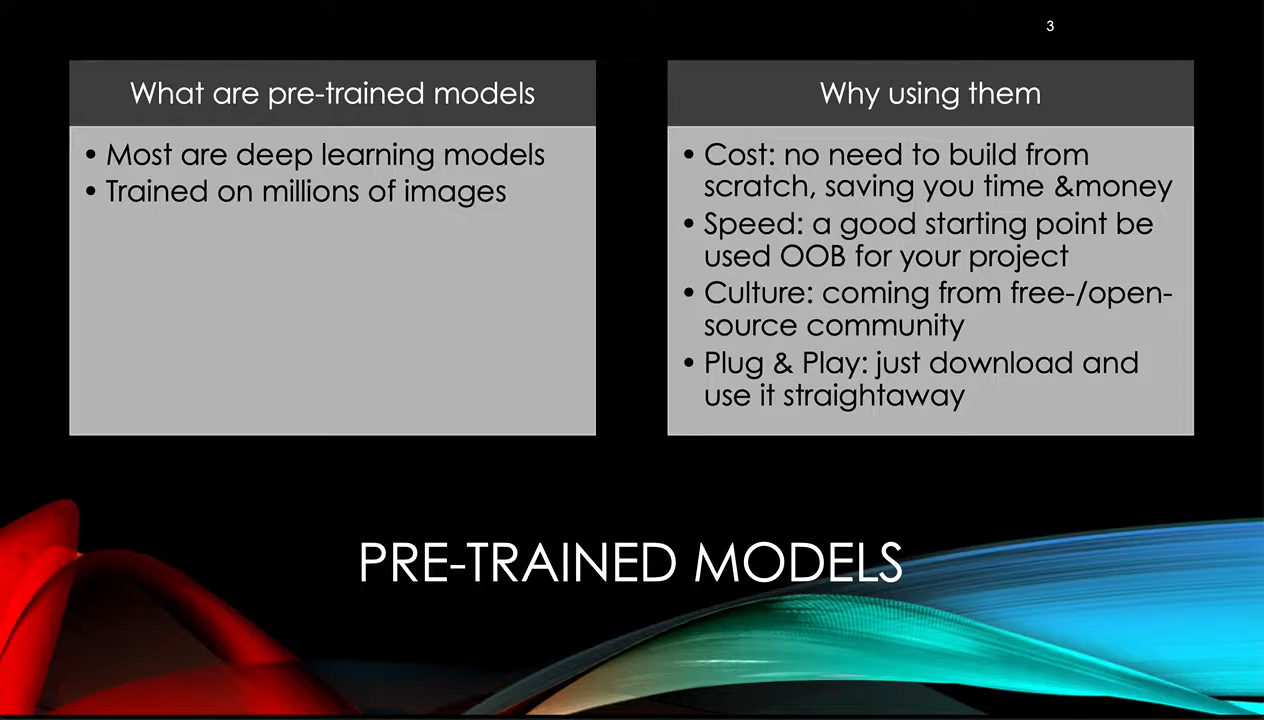 3
What are pre-trained models
• Most are deep learning models
• Trained on millions of images
Why using them
• Cost: no need to build from
scratch, saving you time &money
• Speed: a good starting point be
used OOB for your project
• Culture: coming from free-/open-
source community
• Plug & Play: just download and
use it straightaway
PRE-TRAINED MODELS